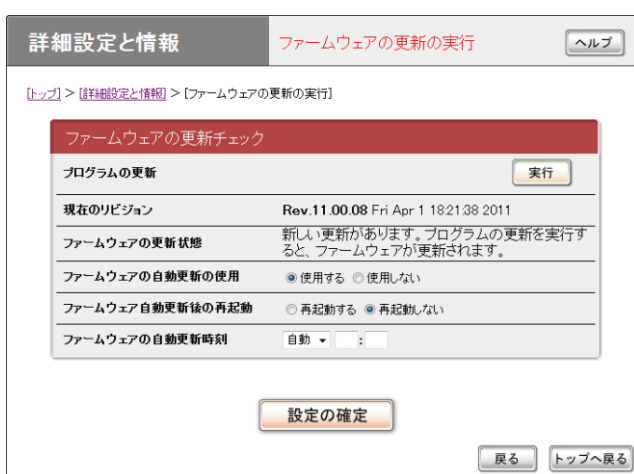 詳細設定と情報 ファームウェアの更新の実行 ヘルプ
[トップ] > [詳細設定と情報] > [ファームウェアの更新の実行]
ファームウェアの更新チェック
プログラムの更新 実行
現在のリビジョン Rev.11.00.08 Fri Apr 1 18:21:38 2011
ファームウェアの更新状態 新しい更新があります。プログラムの更新を実行す
ると、ファームウェアが更新されます。
ファームウェアの自動更新の使用 使用する 使用しない
ファームウェア自動更新後の再起動 再起動する 再起動しない
ファームウェアの自動更新時刻 自動 :
設定の確定
戻る トップへ戻る